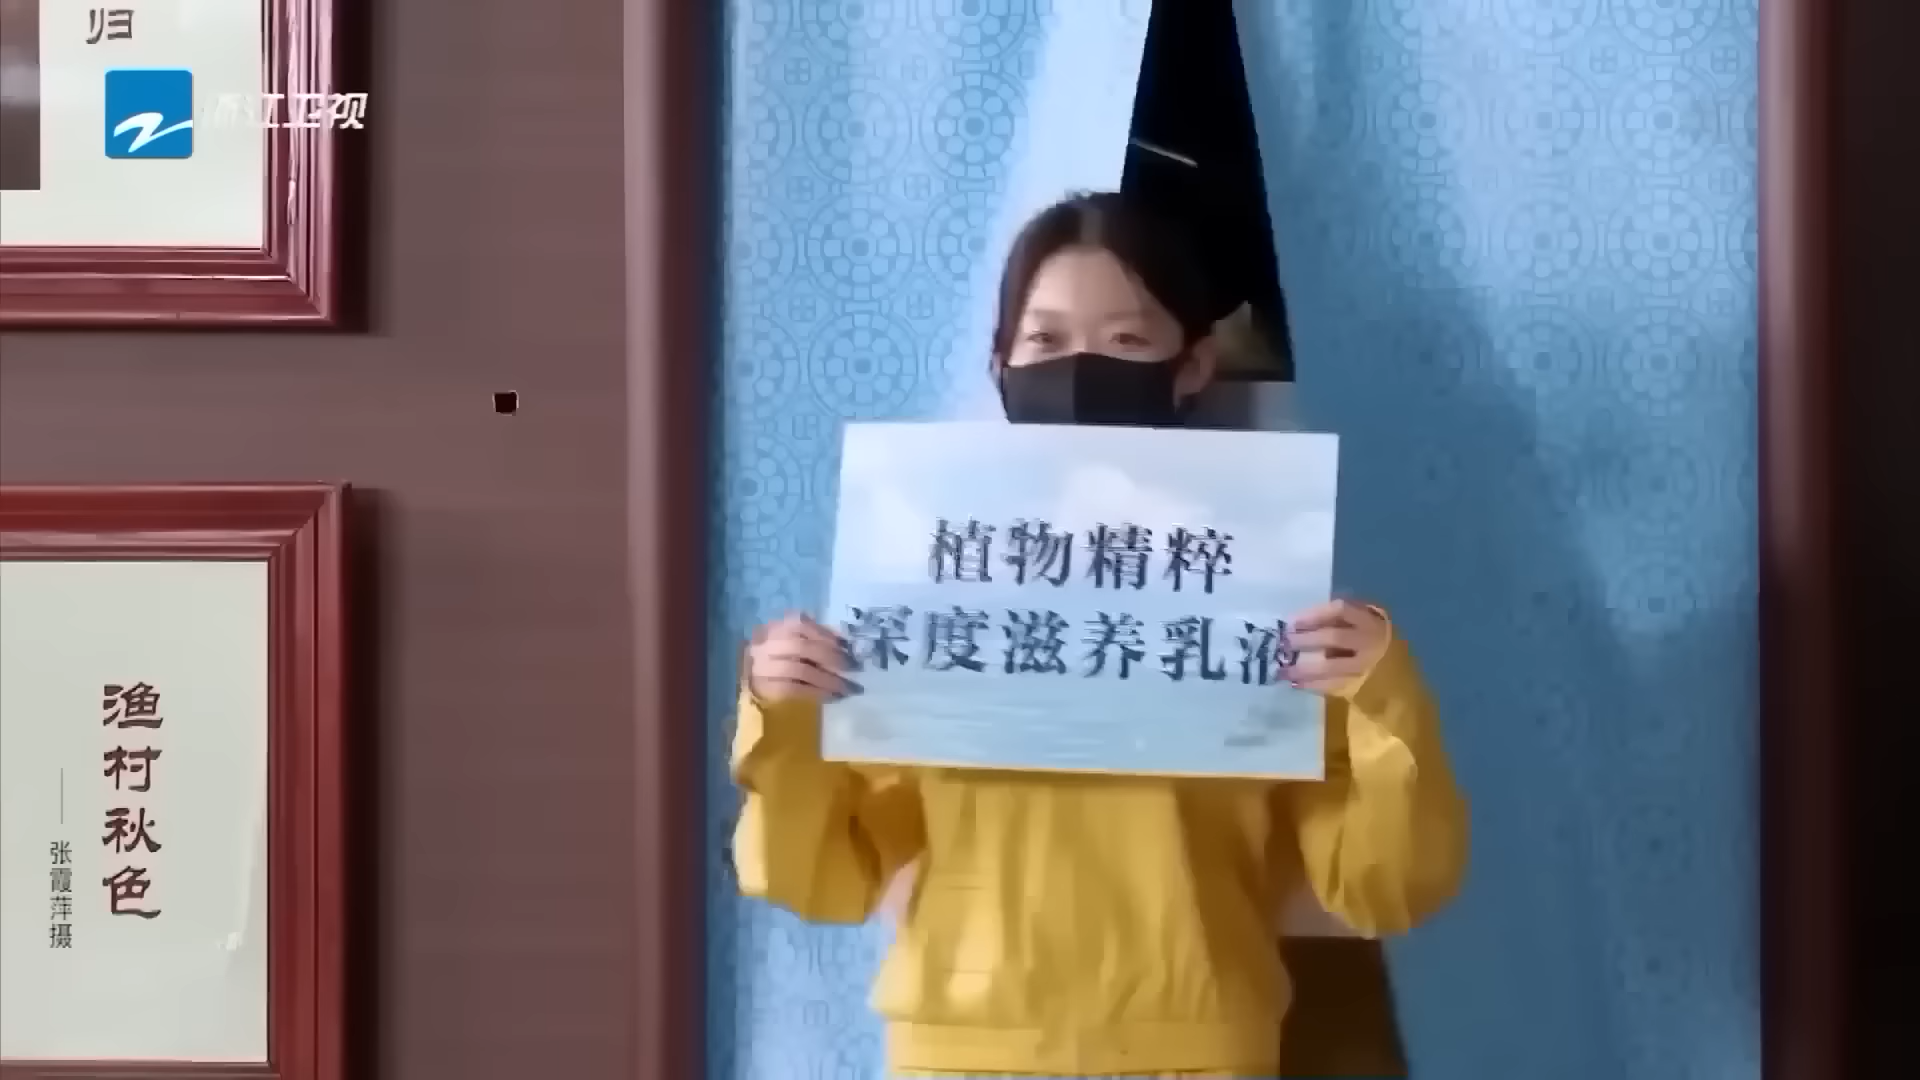 归
浙江卫视
植物精粹
深度滋养乳液
渔村秋色
——张霞萍摄